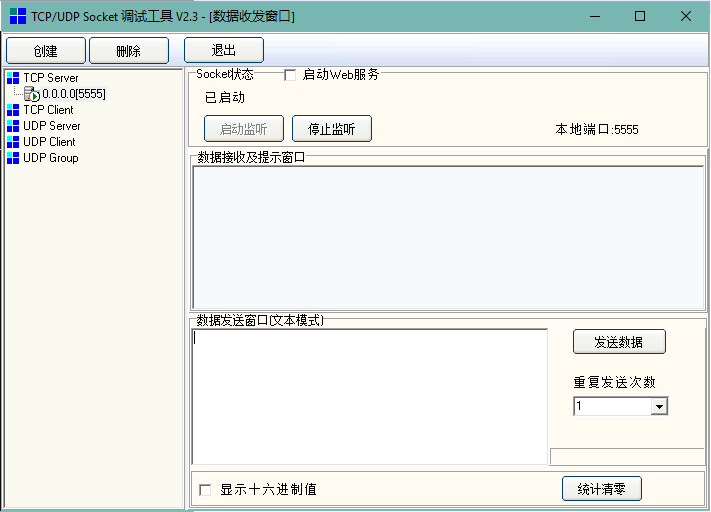 TCP/UDP Socket 调试工具 V2.3 - [数据收发窗口]
创建 删除 退出
TCP Server
0.0.0.0[5555]
TCP Client
UDP Server
UDP Client
UDP Group
Socket状态 启动Web服务
已启动
启动监听 停止监听 本地端口:5555
数据接收及提示窗口
数据发送窗口(文本模式)
发送数据
重复发送次数
1
显示十六进制值 统计清零